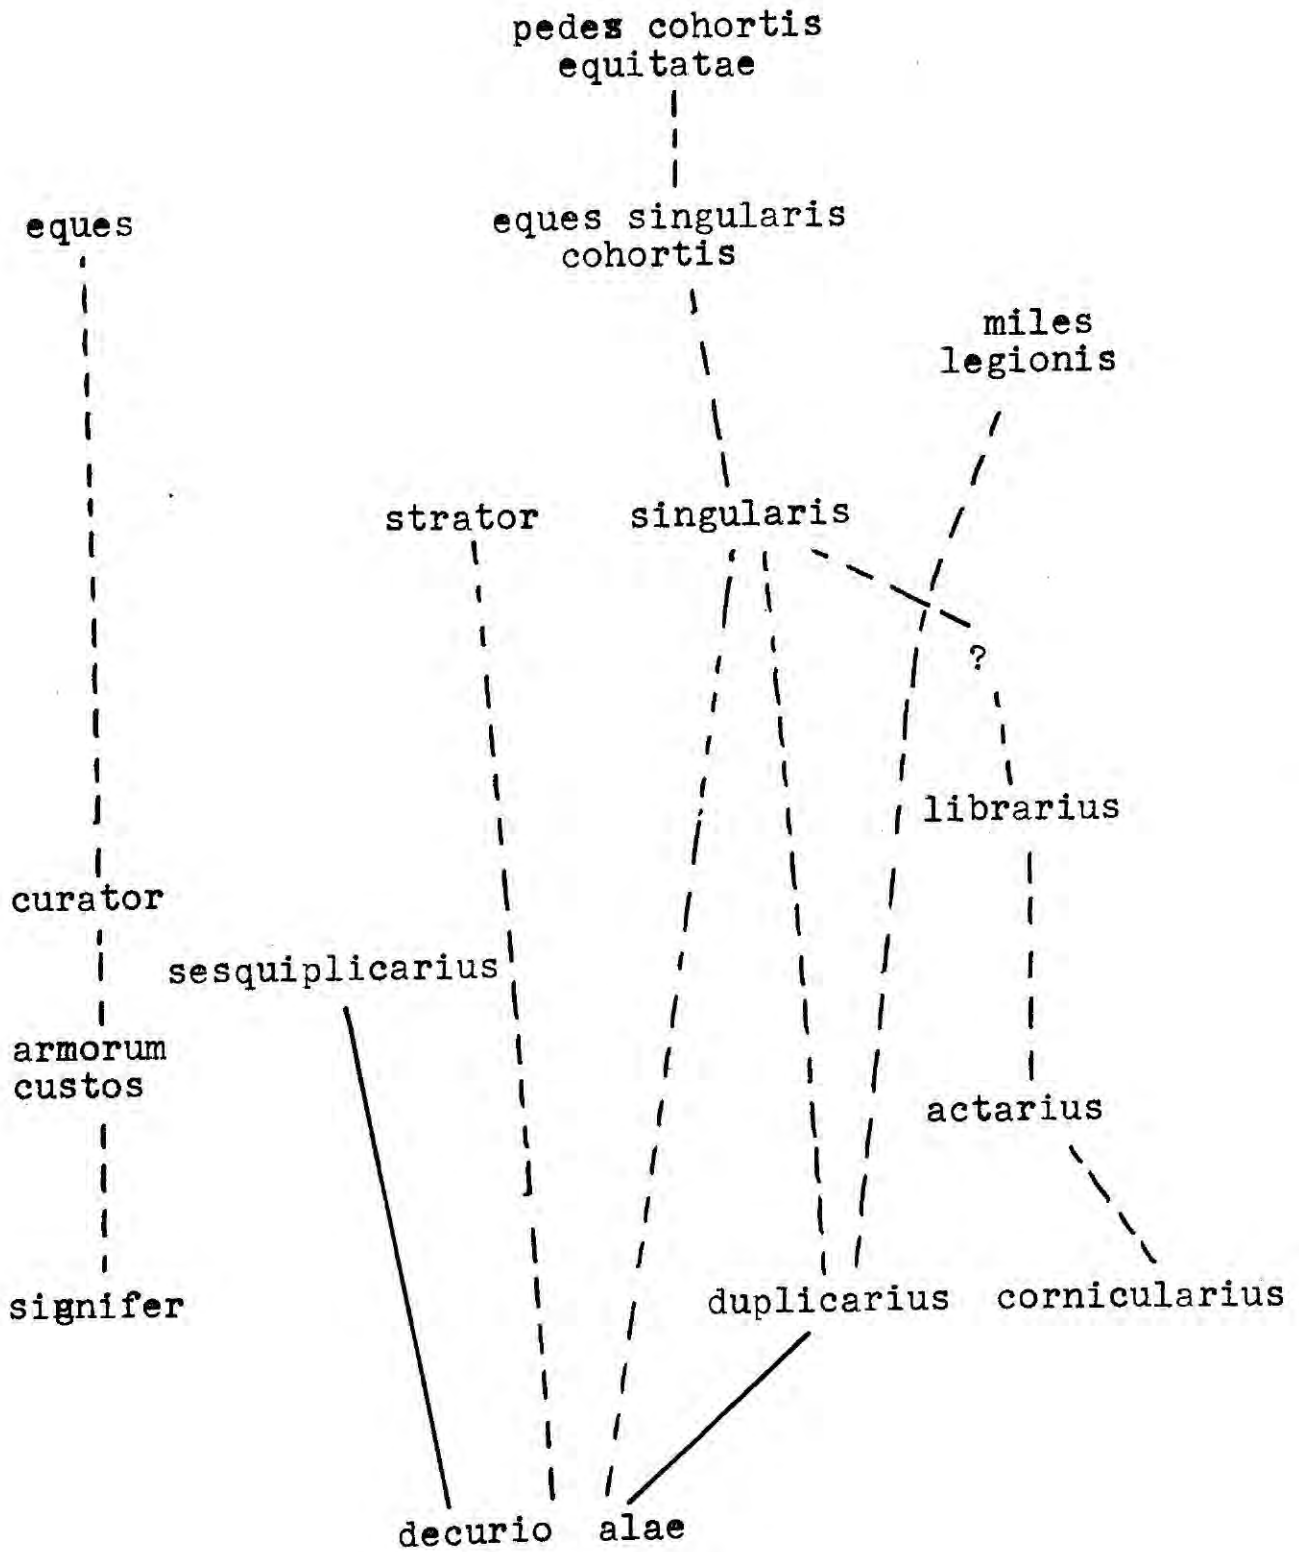 pedes cohortis
equitatae
eques
eques singularis
cohortis
miles
legionis
strator
singularis
?
librarius
curator
sesquiplicarius
armorum
custos
actarius
signifer
duplicarius
cornicularius
decurio alae